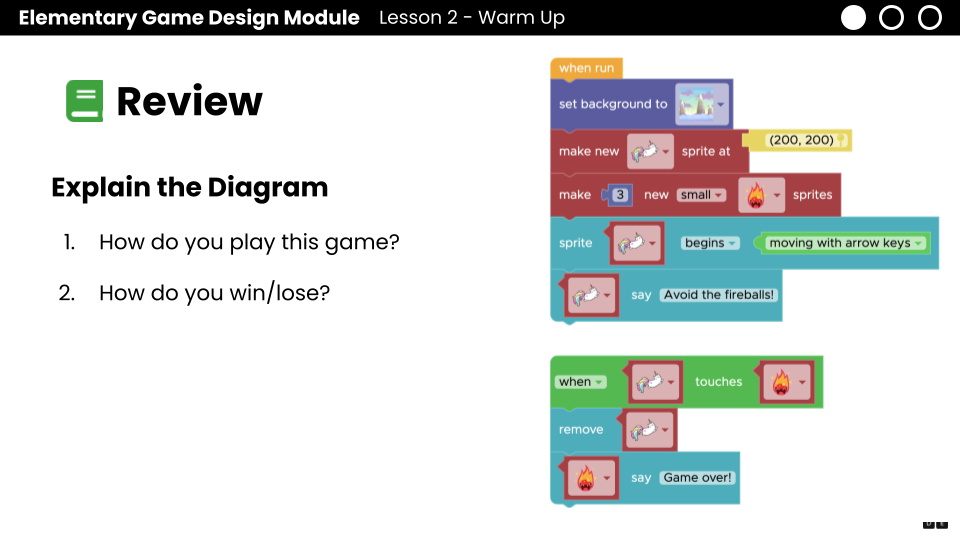 Elementary Game Design Module Lesson 2 - Warm Up
Review
Explain the Diagram
1. How do you play this game?
2. How do you win/lose?
when run
set background to
make new sprite at (200, 200)
make 3 new small sprites
sprite begins moving with arrow keys
say Avoid the fireballs!
when touches
remove
say Game over!